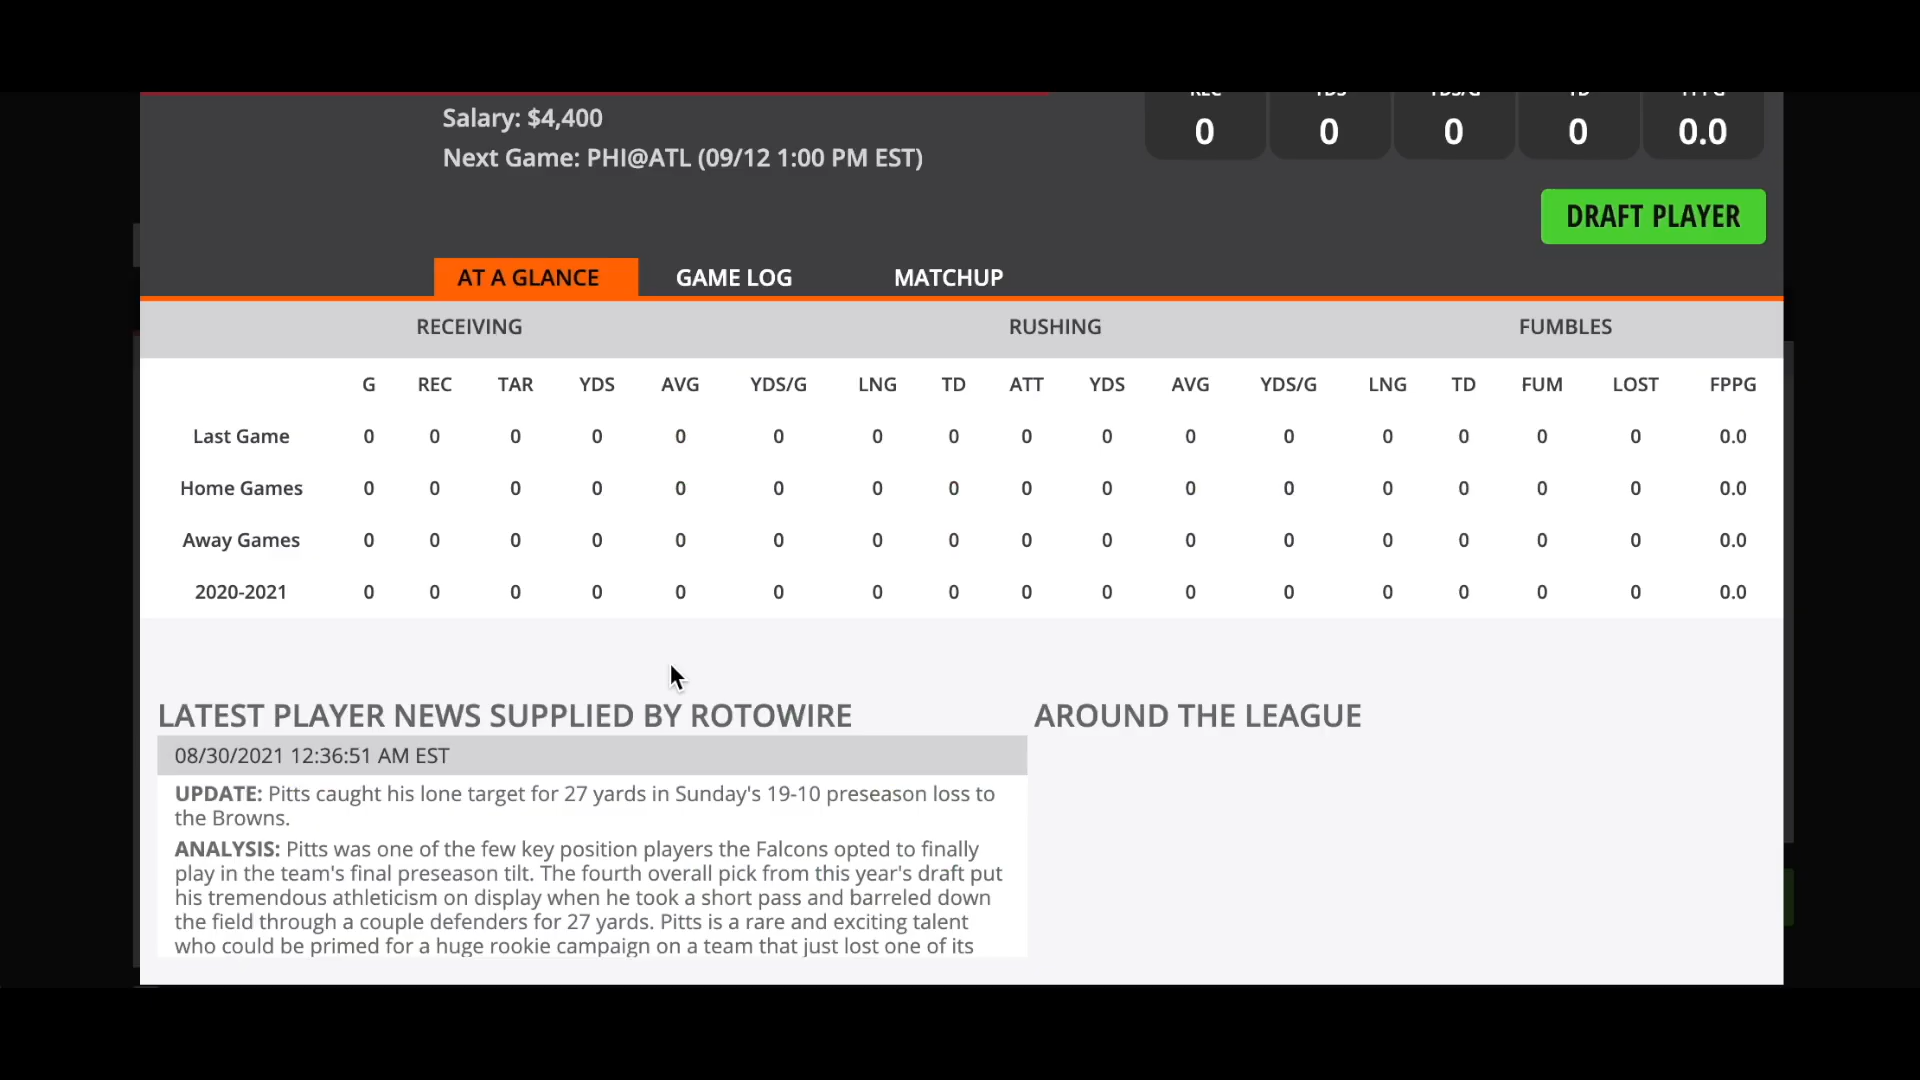 REC YDS YDS/G TD FPPG
Salary: $4,400
0 0 0 0 0.0
Next Game: PHI@ATL (09/12 1:00 PM EST)
DRAFT PLAYER
AT A GLANCE GAME LOG MATCHUP
RECEIVING RUSHING FUMBLES
G REC TAR YDS AVG YDS/G LNG TD ATT YDS AVG YDS/G LNG TD FUM LOST FPPG
Last Game 0 0 0 0 0 0 0 0 0 0 0 0 0 0 0 0 0.0
Home Games 0 0 0 0 0 0 0 0 0 0 0 0 0 0 0 0 0.0
Away Games 0 0 0 0 0 0 0 0 0 0 0 0 0 0 0 0 0.0
2020-2021 0 0 0 0 0 0 0 0 0 0 0 0 0 0 0 0 0.0
LATEST PLAYER NEWS SUPPLIED BY ROTOWIRE
AROUND THE LEAGUE
08/30/2021 12:36:51 AM EST
UPDATE: Pitts caught his lone target for 27 yards in Sunday's 19-10 preseason loss to
the Browns.
ANALYSIS: Pitts was one of the few key position players the Falcons opted to finally
play in the team's final preseason tilt. The fourth overall pick from this year's draft put
his tremendous athleticism on display when he took a short pass and barreled down
the field through a couple defenders for 27 yards. Pitts is a rare and exciting talent
who could be primed for a huge rookie campaign on a team that just lost one of its